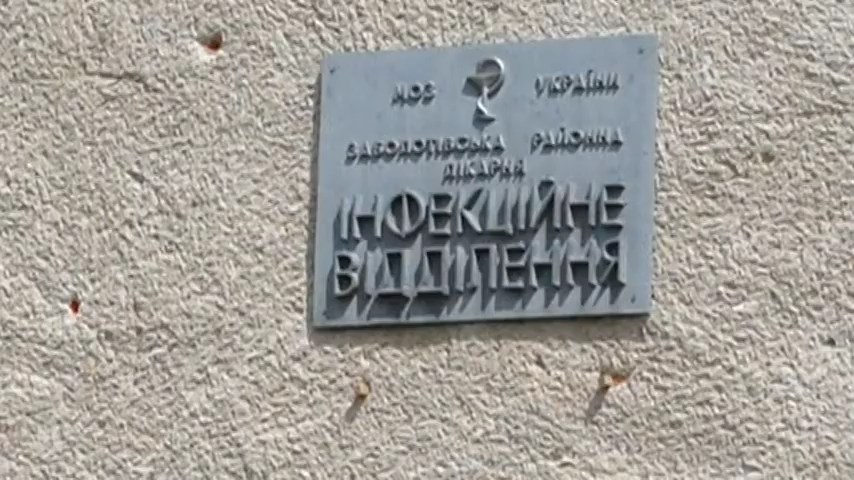 МОЗ УКРАЇНИ
ЗАБОЛОТІВСЬКА РАЙОННА
ЛІКАРНЯ
ІНФЕКЦІЙНЕ
ВІДДІЛЕННЯ